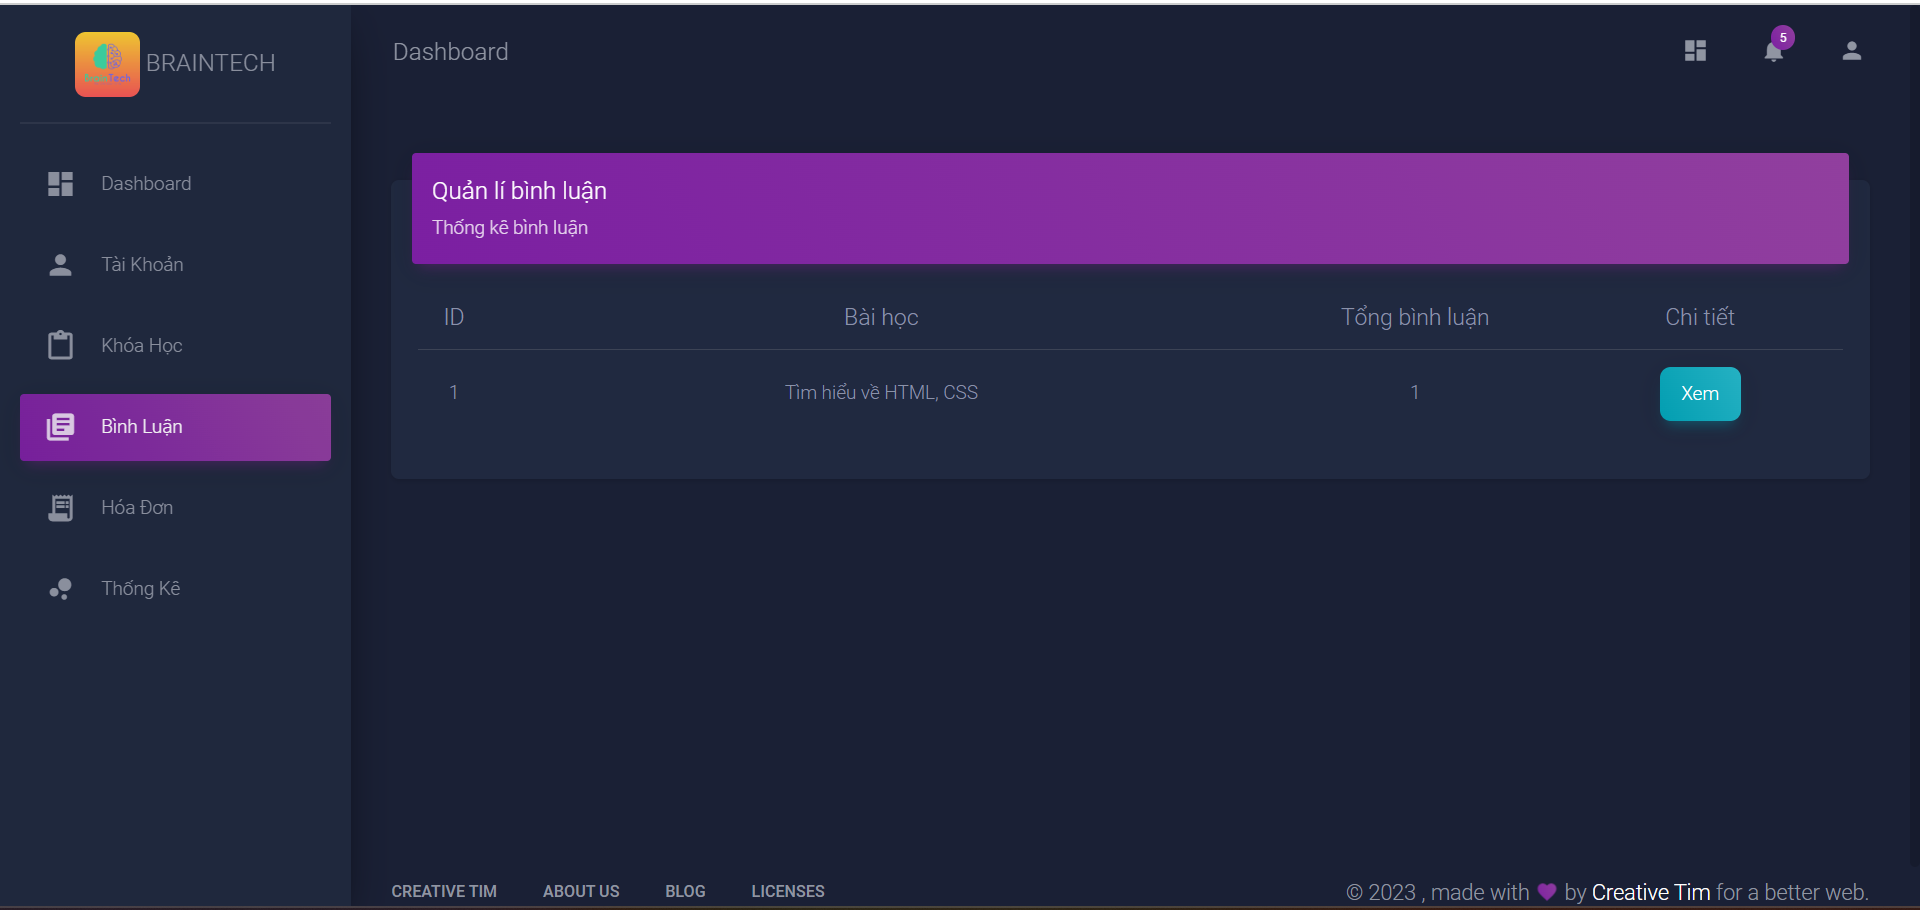 BRAINTECH
Dashboard
5
Dashboard
Tài Khoản
Khóa Học
Bình Luận
Hóa Đơn
Thống Kê
Quản lí bình luận
Thống kê bình luận
ID Bài học Tổng bình luận Chi tiết
1 Tìm hiểu về HTML, CSS 1 Xem
CREATIVE TIM ABOUT US BLOG LICENSES
© 2023 , made with by Creative Tim for a better web.